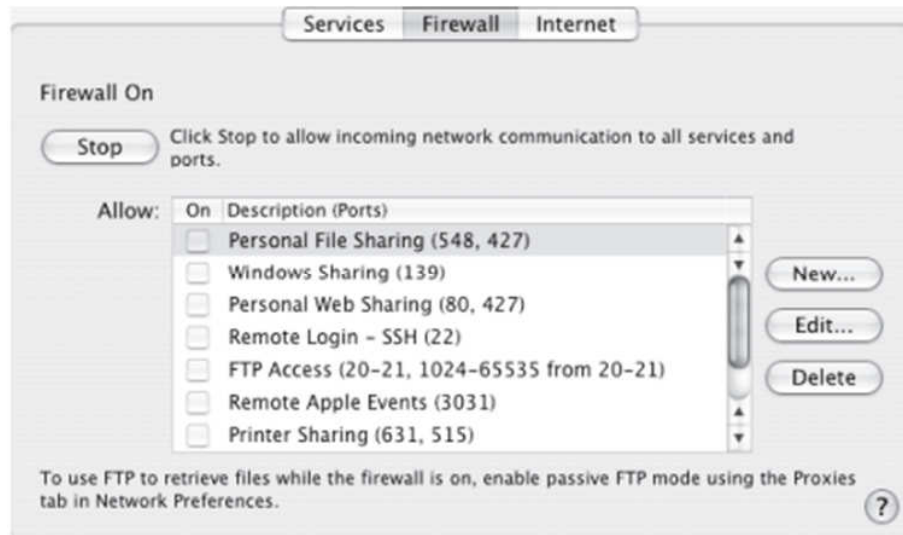 Services Firewall Internet
Firewall On
Stop
Click Stop to allow incoming network communication to all services and
ports.
Allow:
On Description (Ports)
Personal File Sharing (548, 427)
Windows Sharing (139)
Personal Web Sharing (80, 427)
Remote Login – SSH (22)
FTP Access (20-21, 1024-65535 from 20-21)
Remote Apple Events (3031)
Printer Sharing (631, 515)
New...
Edit...
Delete
To use FTP to retrieve files while the firewall is on, enable passive FTP mode using the Proxies
tab in Network Preferences.
?